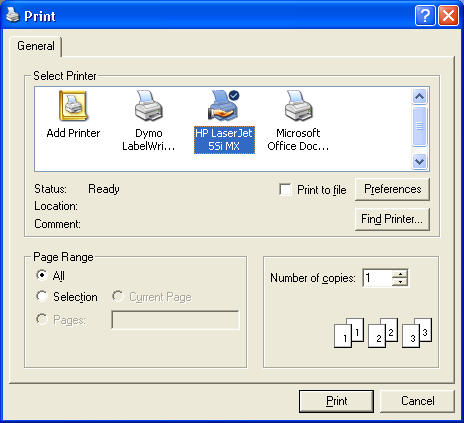 Print
General
Select Printer
Add Printer
Dymo
LabelWri...
HP LaserJet
5Si MX
Microsoft
Office Doc...
Status: Ready
Print to file
Preferences
Location:
Find Printer...
Comment:
Page Range
All
Number of copies: 1
Selection
Current Page
Pages:
1 1 2 2 3 3
Print
Cancel